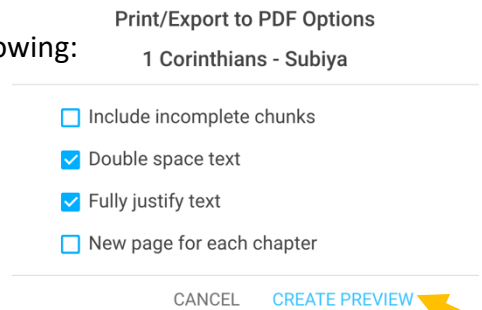 Print/Export to PDF Options
1 Corinthians - Subiya
Include incomplete chunks
Double space text
Fully justify text
New page for each chapter
CANCEL CREATE PREVIEW